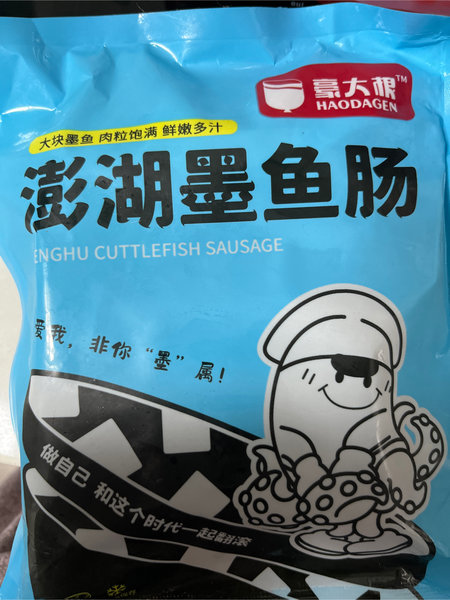 豪大根™
HAODAGEN
大块墨鱼 肉粒饱满 鲜嫩多汁
澎湖墨鱼肠
ENGHU CUTTLEFISH SAUSAGE
爱我，非你“墨”属！
做自己 和这个时代一起翻滚